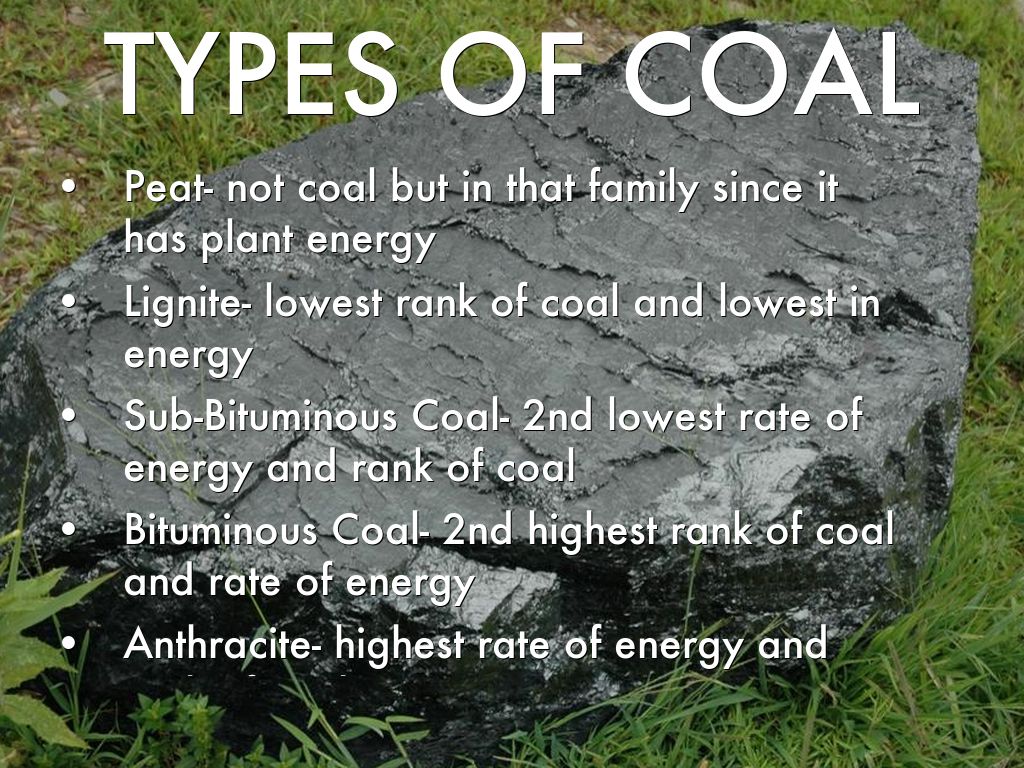 TYPES OF COAL
• Peat- not coal but in that family since it
has plant energy
• Lignite- lowest rank of coal and lowest in
energy
• Sub-Bituminous Coal- 2nd lowest rate of
energy and rank of coal
• Bituminous Coal- 2nd highest rank of coal
and rate of energy
• Anthracite- highest rate of energy and